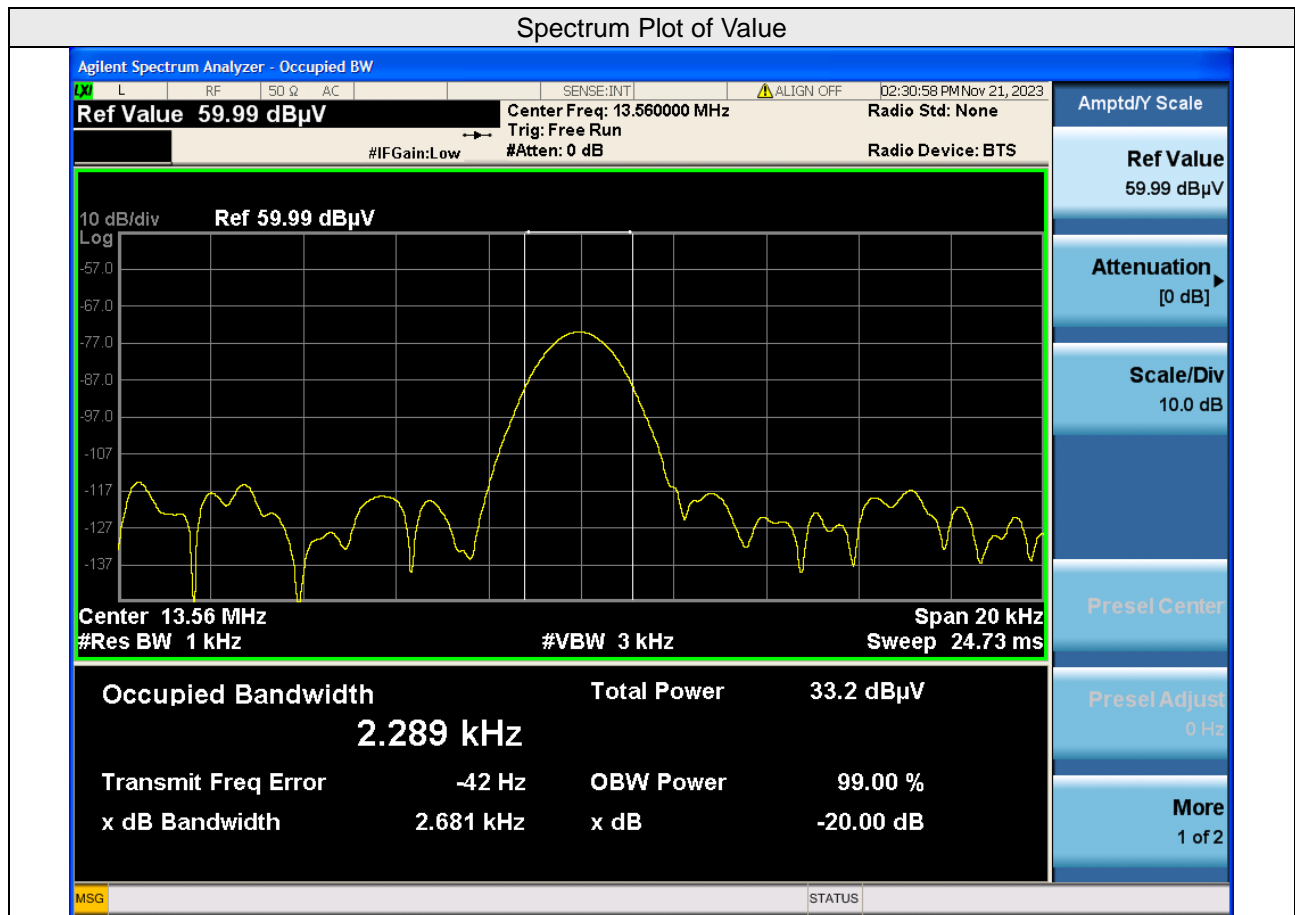 Spectrum Plot of Value
Agilent Spectrum Analyzer - Occupied BW
LXI L RF 50 Ω AC SENSE:INT ALIGN OFF 02:30:58 PM Nov 21, 2023
Ref Value 59.99 dBµV
Center Freq: 13.560000 MHz
Radio Std: None
Trig: Free Run
#IFGain:Low
#Atten: 0 dB
Radio Device: BTS
10 dB/div Ref 59.99 dBµV
Log
-57.0
-67.0
-77.0
-87.0
-97.0
-107
-117
-127
-137
Center 13.56 MHz Span 20 kHz
#Res BW 1 kHz #VBW 3 kHz Sweep 24.73 ms
Occupied Bandwidth Total Power 33.2 dBµV
2.289 kHz
Transmit Freq Error -42 Hz OBW Power 99.00 %
x dB Bandwidth 2.681 kHz x dB -20.00 dB
MSG STATUS
Amptd/Y Scale
Ref Value
59.99 dBµV
Attenuation
[0 dB]
Scale/Div
10.0 dB
Presel Center
Presel Adjust
0 Hz
More
1 of 2